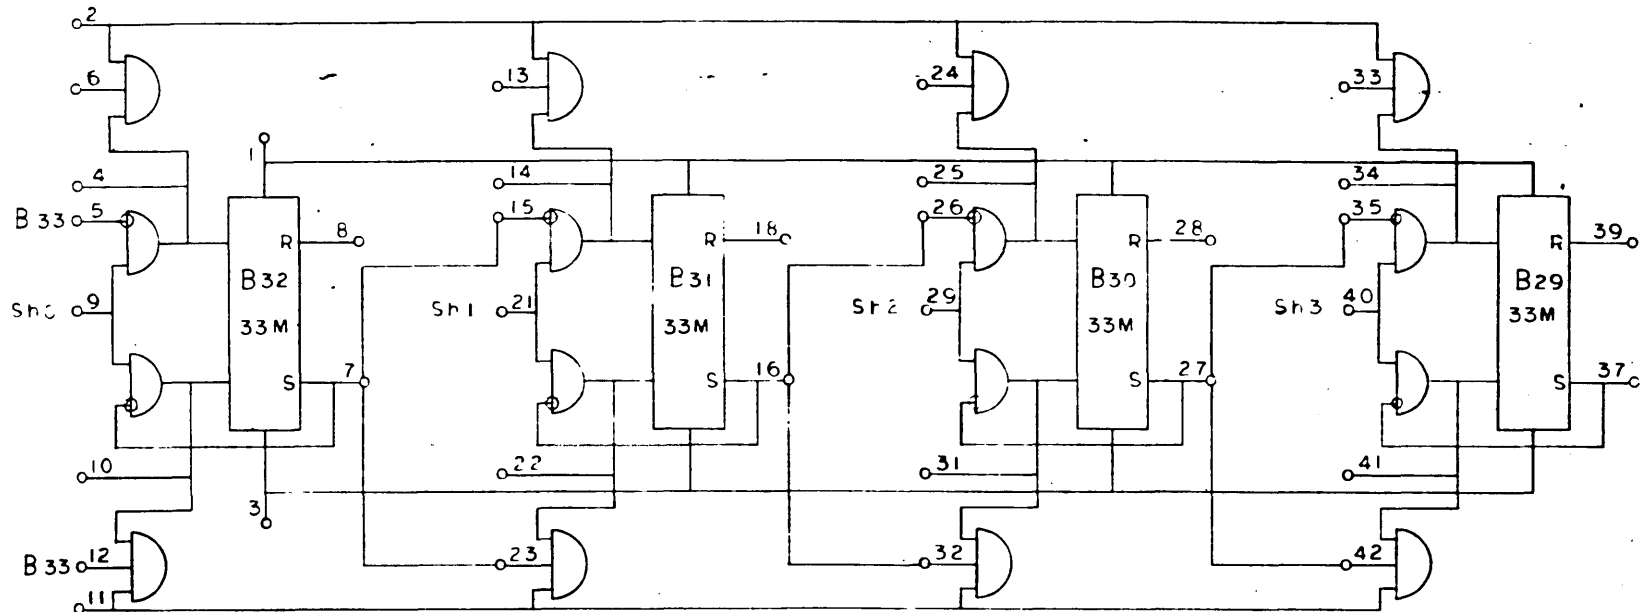 2
6 13 24 33
1
4 14 25 34
B33 5 15 26 35
8 18 28 39
R R R R
B32 B31 B30 B29
9 Sh1 21 29 Sh3 40
33M 33M 33M 33M
7 16 27 37
S S S S
10 22 31 41
3
B33 12 23 32 42
11